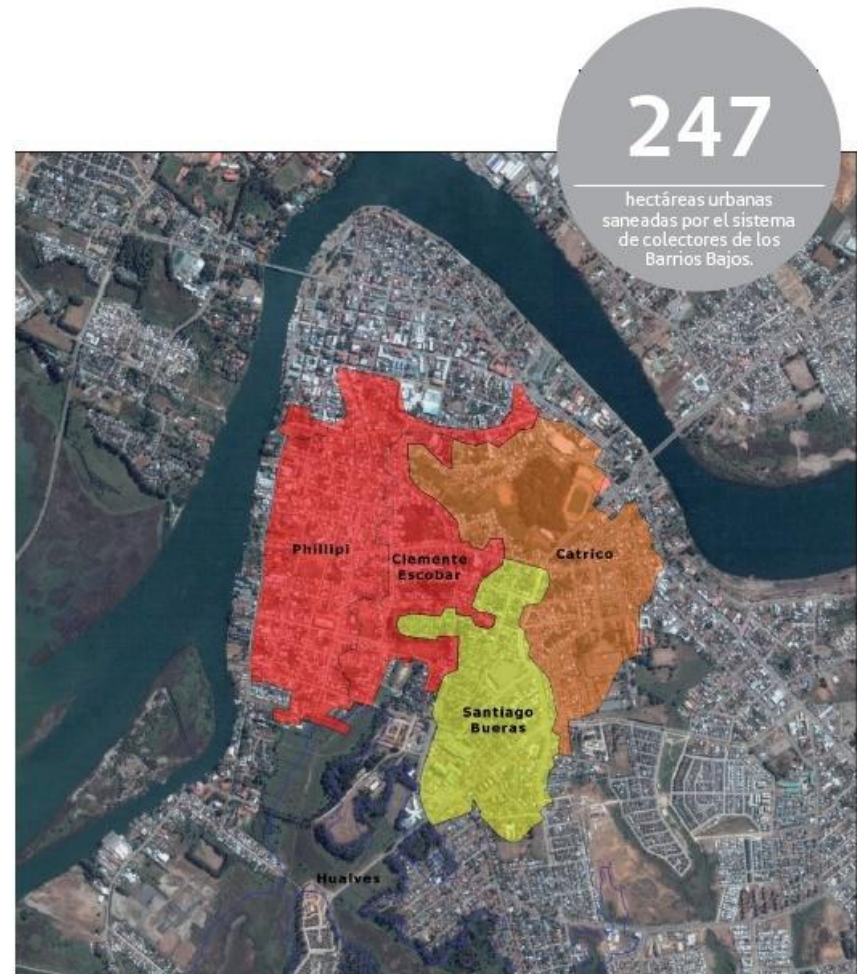 247
hectáreas urbanas
saneadas por el sistema
de colectores de los
Barrios Bajos.
Phillipi
Clemente
Escobar
Catrico
Santiago
Bueras
Hualves